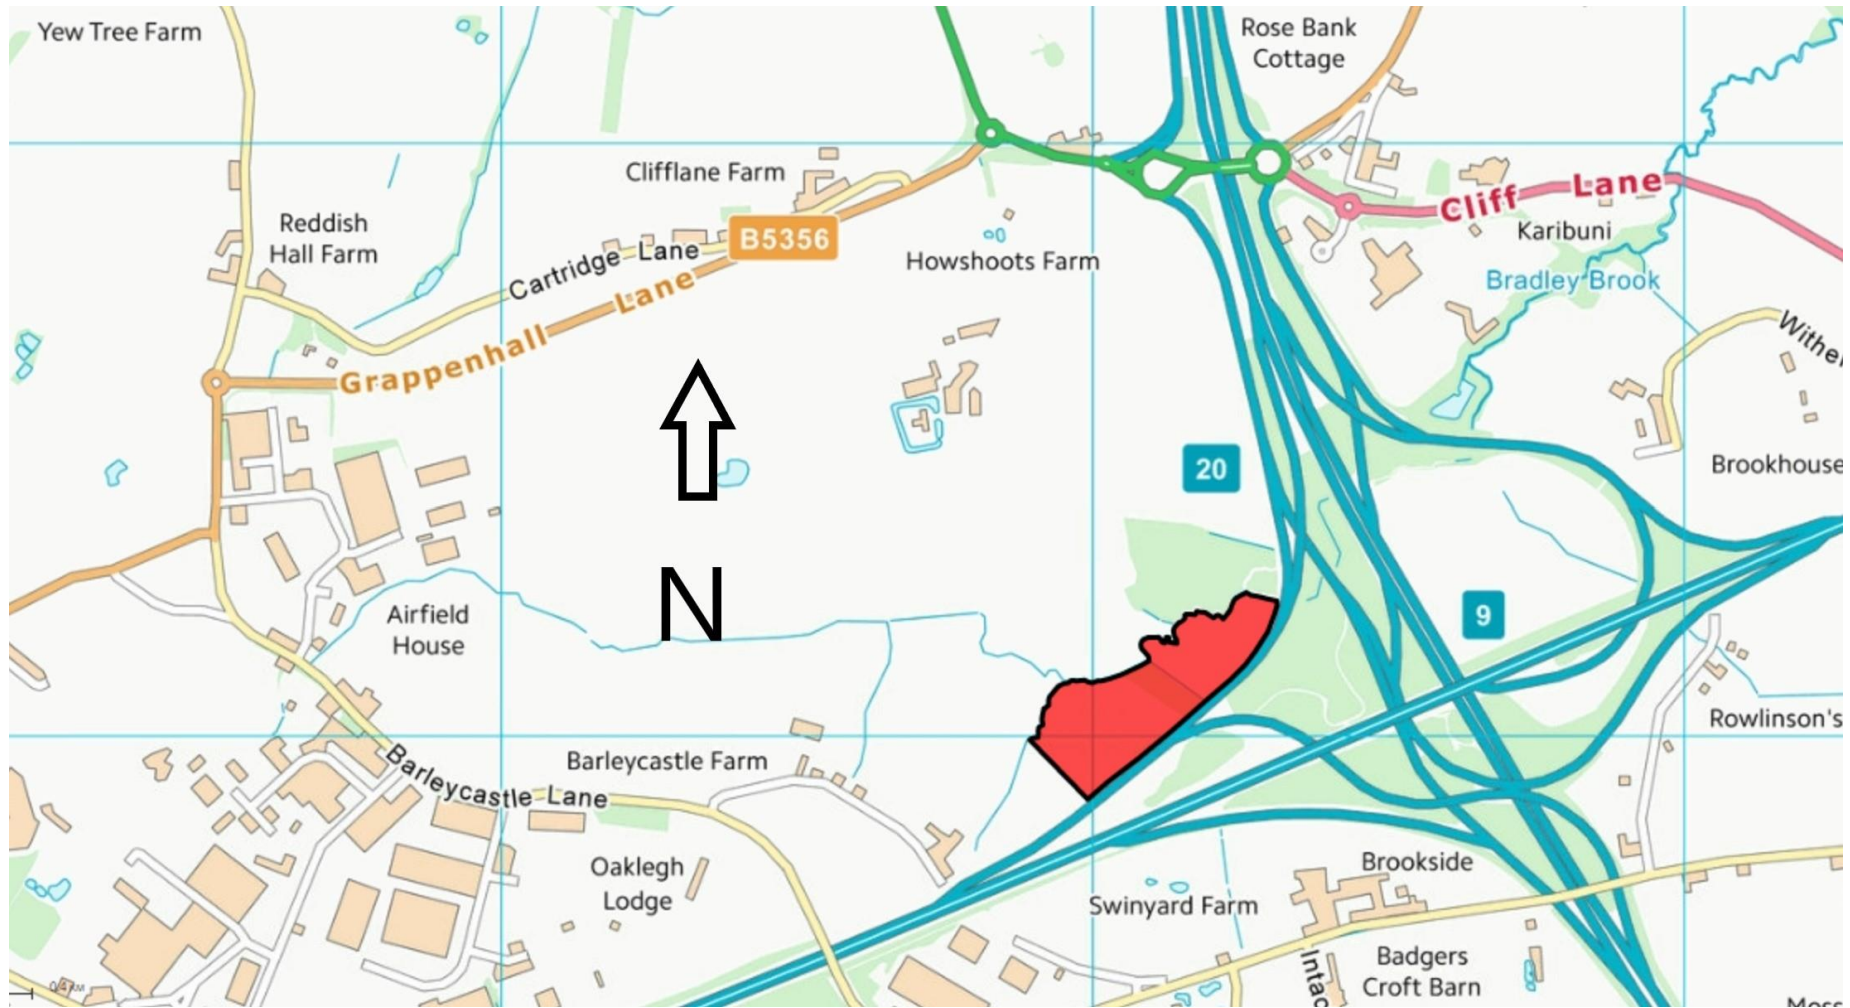 Yew Tree Farm
Rose Bank
Cottage
Clifflane Farm
Cliff Lane
Reddish
Hall Farm
B5356
Karibuni
Cartridge Lane
Howshoots Farm
Bradley Brook
Grappenhall Lane
Wither
20
Brookhouse
N
9
Airfield
House
Rowlinson's
Barleycastle Farm
Barleycastle Lane
Oaklegh
Lodge
Brookside
Swinyard Farm
Badgers
Croft Barn
Intac
Moss